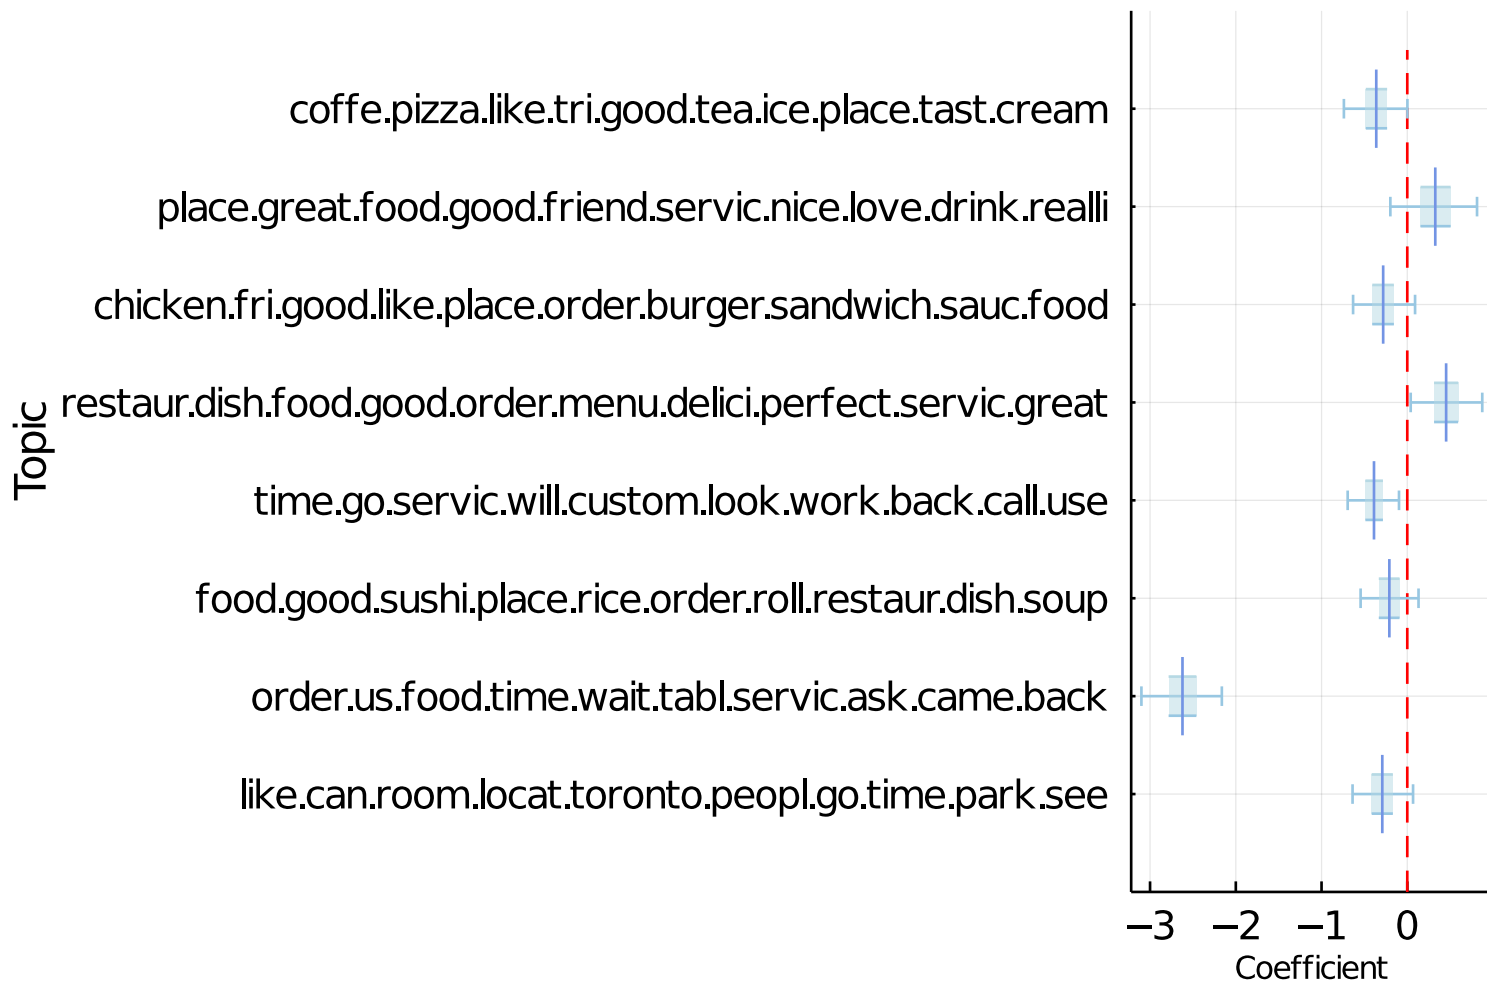 coffe.pizza.like.tri.good.tea.ice.place.tast.cream
place.great.food.good.friend.servic.nice.love.drink.realli
chicken.fri.good.like.place.order.burger.sandwich.sauc.food
restaur.dish.food.good.order.menu.delici.perfect.servic.great
Topic
time.go.servic.will.custom.look.work.back.call.use
food.good.sushi.place.rice.order.roll.restaur.dish.soup
order.us.food.time.wait.tabl.servic.ask.came.back
like.can.room.locat.toronto.peopl.go.time.park.see
−3 −2 −1 0
Coefficient